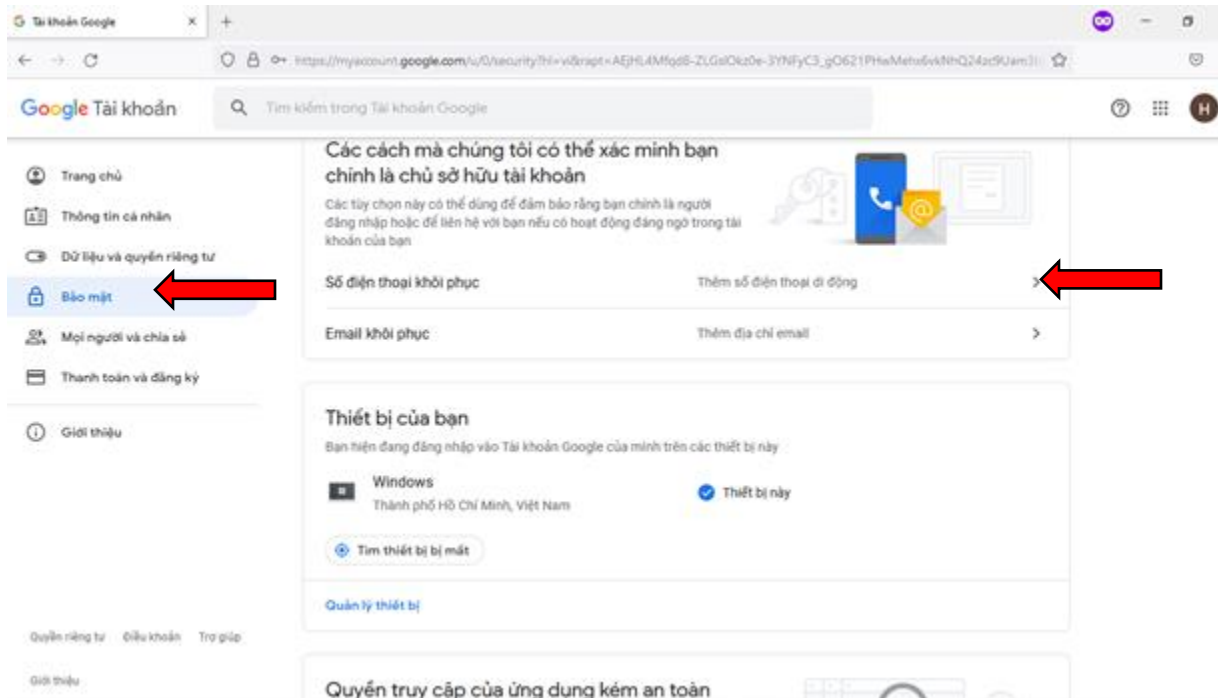 Tài khoản Google
Google Tài khoản
Tìm kiếm trong Tài khoản Google
H
Trang chủ
Thông tin cá nhân
Dữ liệu và quyền riêng tư
Bảo mật
Mọi người và chia sẻ
Thanh toán và đăng ký
Giới thiệu
Các cách mà chúng tôi có thể xác minh bạn
chính là chủ sở hữu tài khoản
Các tùy chọn này có thể dùng để đảm bảo rằng bạn chính là người
đăng nhập hoặc để liên hệ với bạn nếu có hoạt động đáng ngờ trong tài
khoản của bạn
Số điện thoại khôi phục
Thêm số điện thoại di động
Email khôi phục
Thêm địa chỉ email
Thiết bị của bạn
Bạn hiện đang đăng nhập vào Tài khoản Google của mình trên các thiết bị này
Windows
Thành phố Hồ Chí Minh, Việt Nam
Thiết bị này
Tìm thiết bị bị mất
Quản lý thiết bị
Quyền riêng tư Điều khoản Trợ giúp
Giới thiệu
Quyền truy cập của ứng dụng kém an toàn